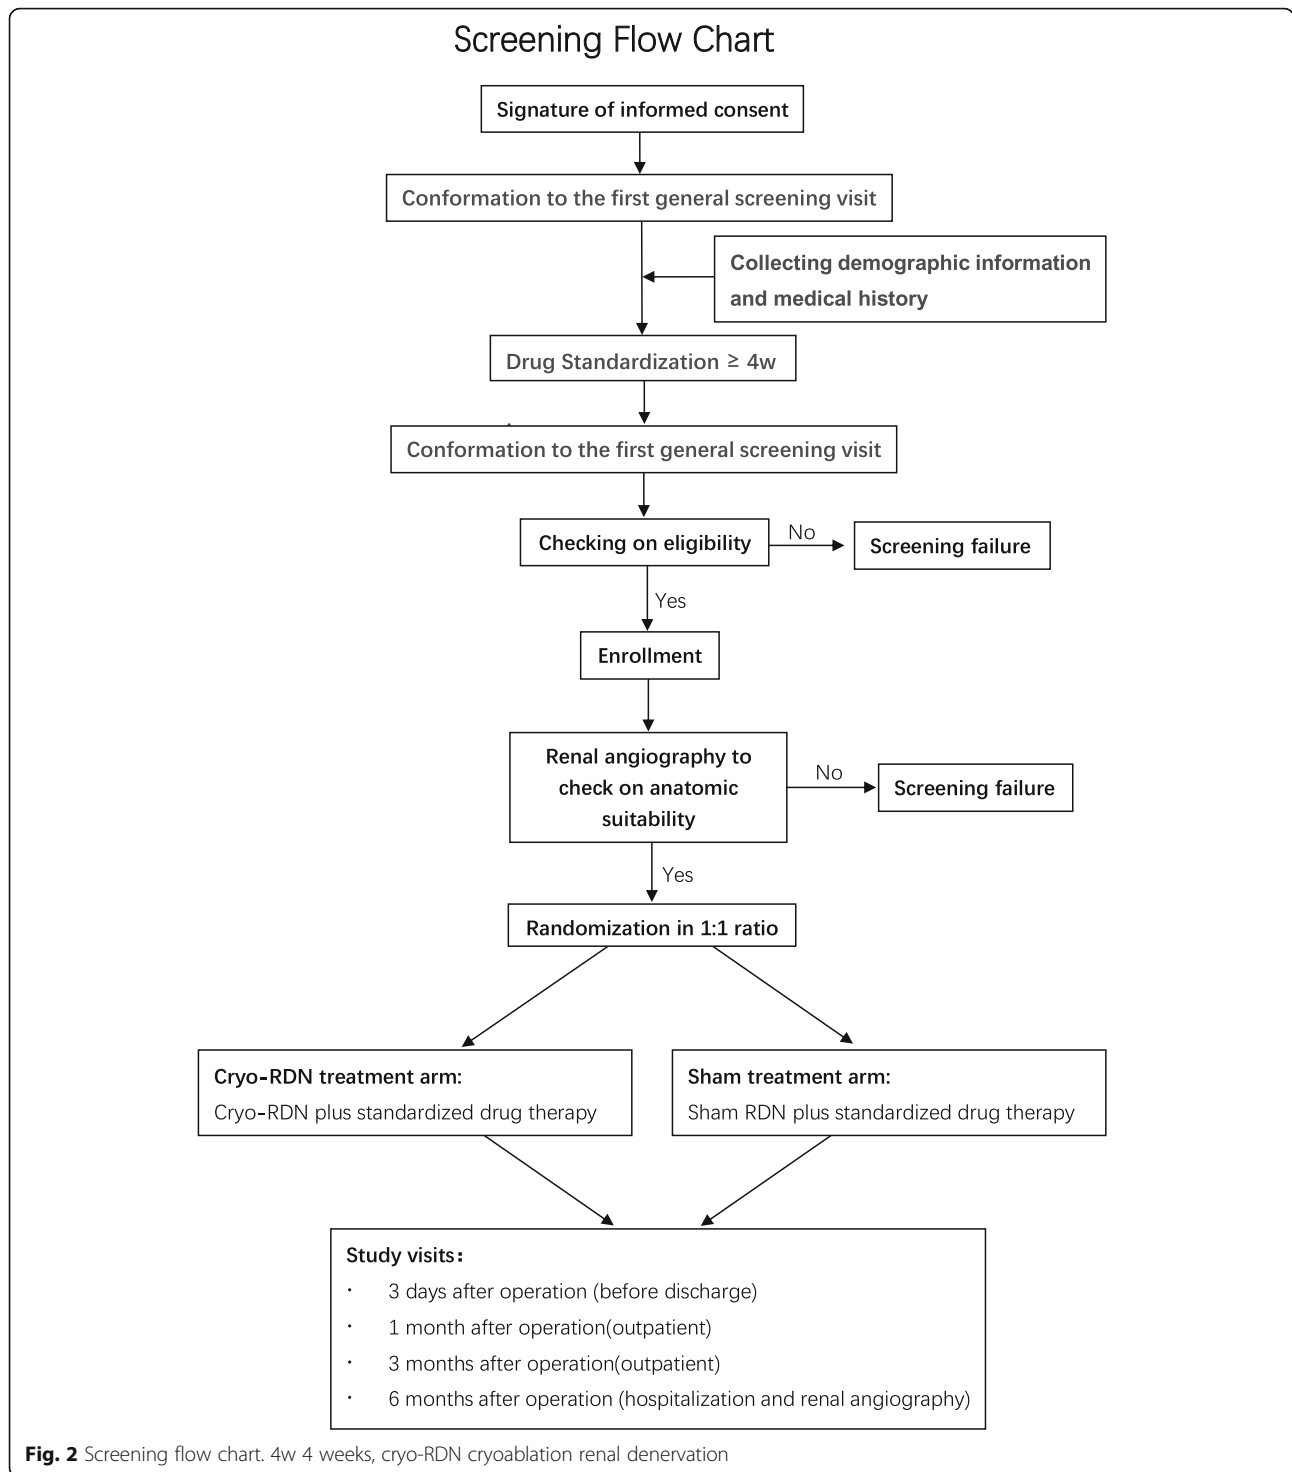 Screening Flow Chart
Signature of informed consent
Conformation to the first general screening visit
Collecting demographic information
and medical history
Drug Standardization ≥ 4w
Conformation to the first general screening visit
Checking on eligibility
No
Screening failure
Yes
Enrollment
Renal angiography to
check on anatomic
suitability
No
Screening failure
Yes
Randomization in 1:1 ratio
Cryo-RDN treatment arm:
Cryo-RDN plus standardized drug therapy
Sham treatment arm:
Sham RDN plus standardized drug therapy
Study visits:
· 3 days after operation (before discharge)
· 1 month after operation(outpatient)
· 3 months after operation(outpatient)
· 6 months after operation (hospitalization and renal angiography)
Fig. 2 Screening flow chart. 4w 4 weeks, cryo-RDN cryoablation renal denervation